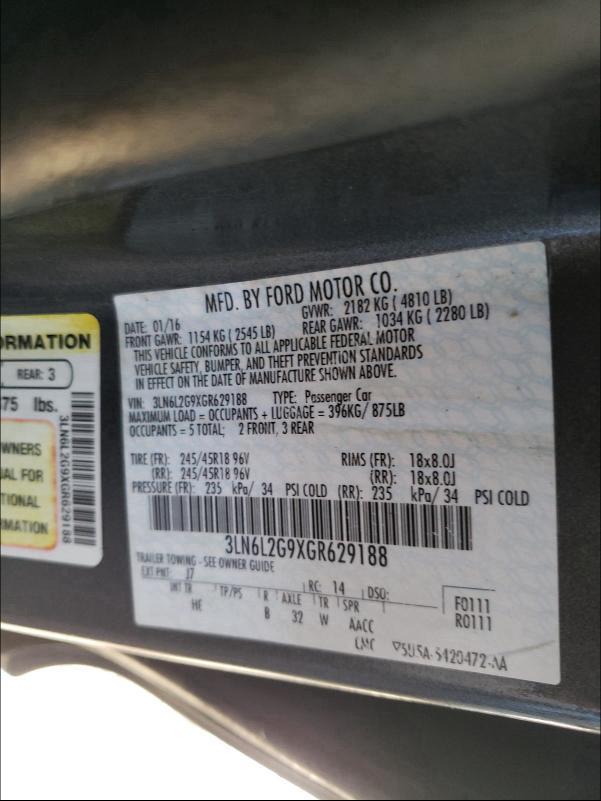 MFD. BY FORD MOTOR CO.
DATE: 01/16 GVWR: 2182 KG ( 4810 LB)
FRONT GAWR: 1154 KG ( 2545 LB) REAR GAWR: 1034 KG ( 2280 LB)
THIS VEHICLE CONFORMS TO ALL APPLICABLE FEDERAL MOTOR
VEHICLE SAFETY, BUMPER, AND THEFT PREVENTION STANDARDS
IN EFFECT ON THE DATE OF MANUFACTURE SHOWN ABOVE.
VIN: 3LN6L2G9XGR629188 TYPE: Passenger Car
MAXIMUM LOAD = OCCUPANTS + LUGGAGE = 396KG/ 875LB
OCCUPANTS = 5 TOTAL; 2 FRONT, 3 REAR
TIRE (FR): 245/45R18 96V RIMS (FR): 18x8.0J
(RR): 245/45R18 96V (RR): 18x8.0J
PRESSURE (FR): 235 kPa/ 34 PSI COLD (RR): 235 kPa/ 34 PSI COLD
3LN6L2G9XGR629188
TRAILER TOWING - SEE OWNER GUIDE
EXT PNT: J7 RC: 14 DSO: F0111
INT TR TP/PS R AXLE TR SPR R0111
HE B 32 W AACC
5U5A-5420472-AA
ORMATION
REAR: 3
375 lbs.
WNERS
UAL FOR
TIONAL
RMATION
3LN6L2G9XGR629188